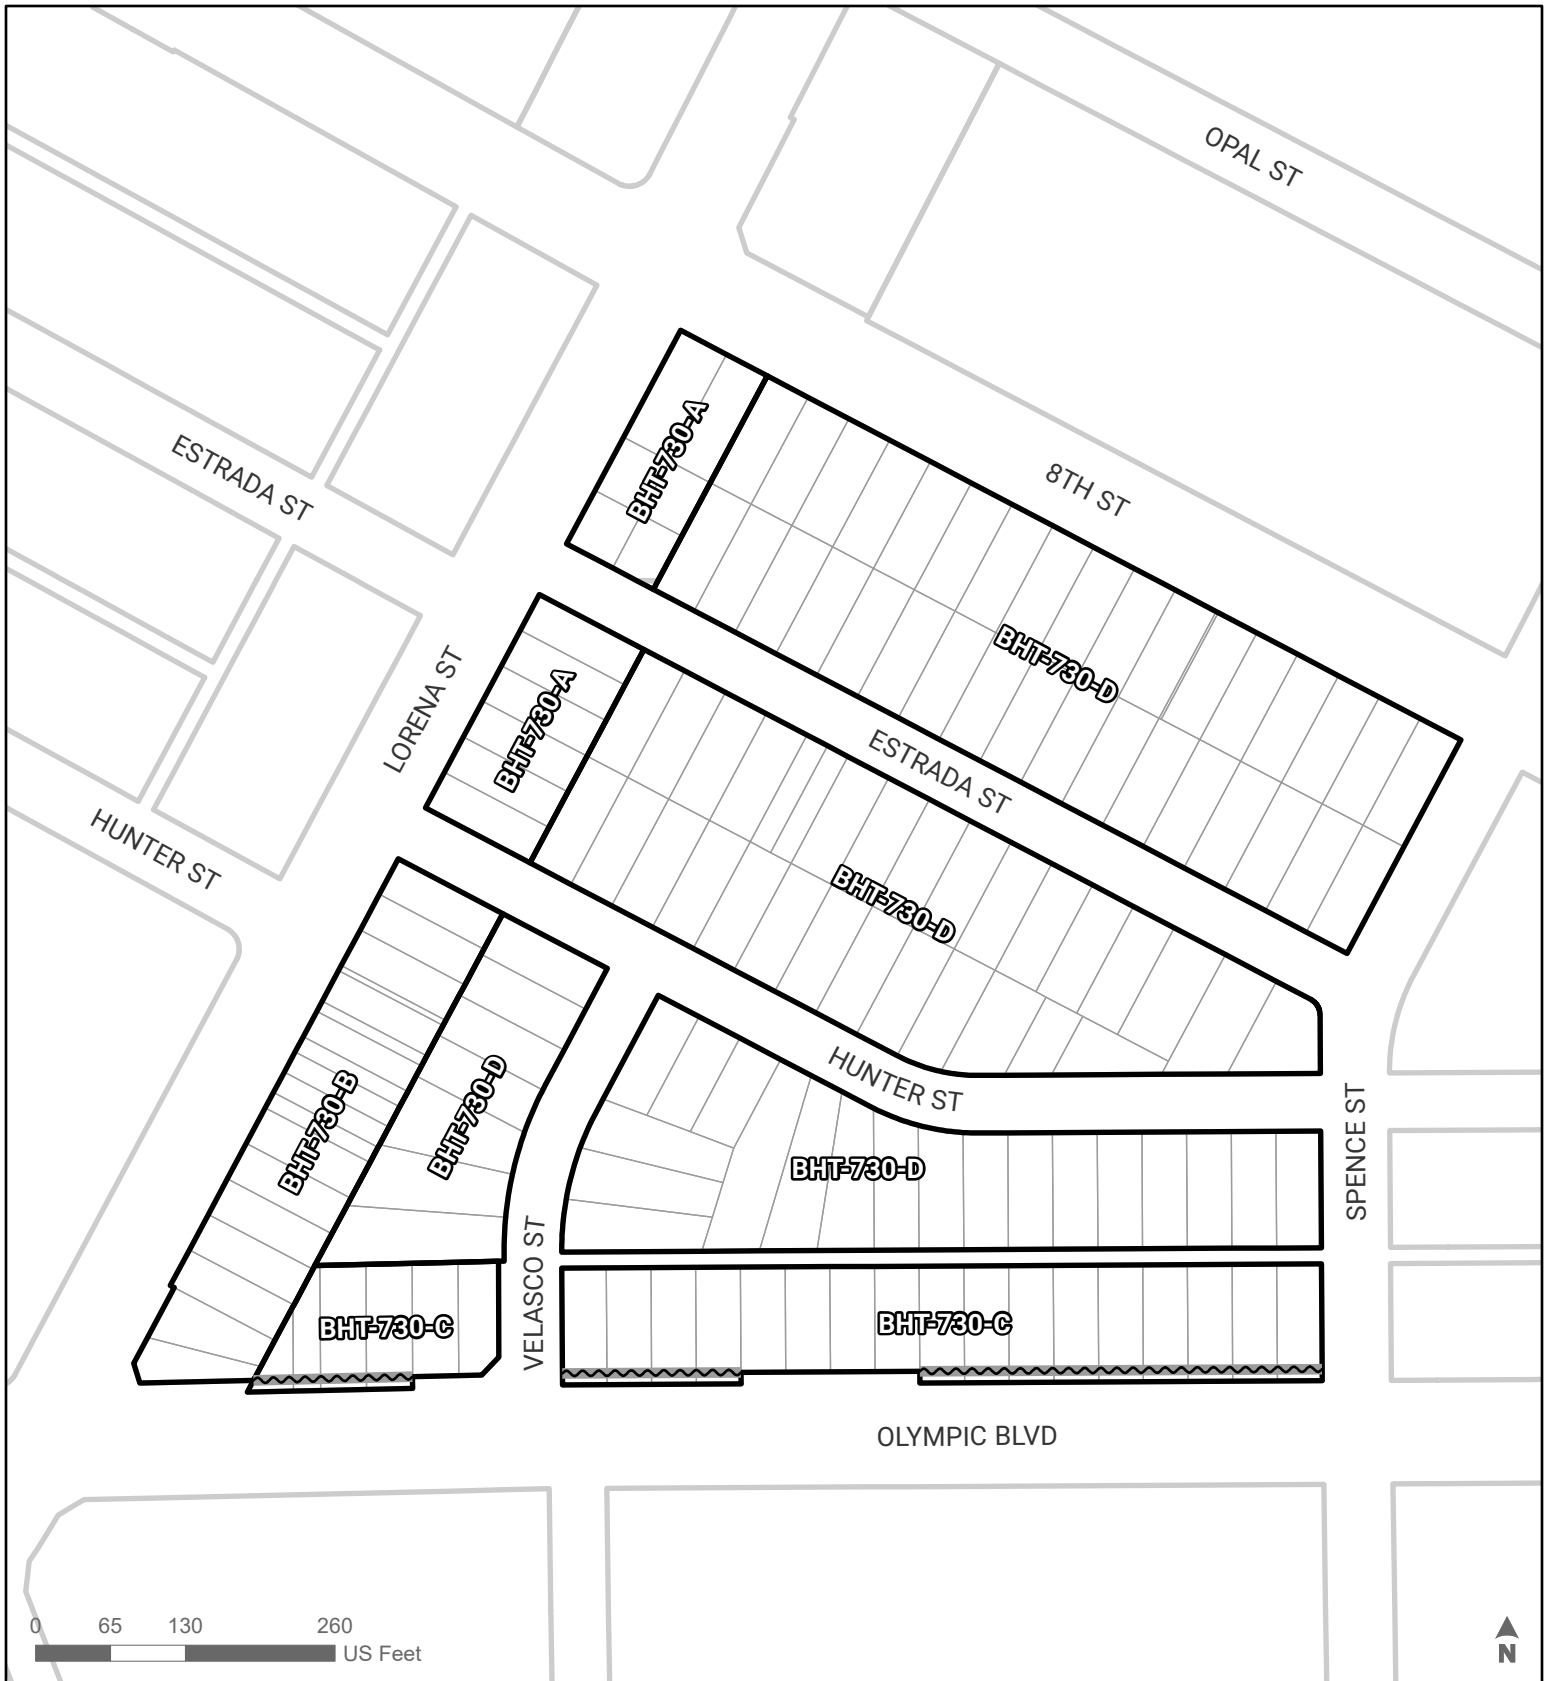 OPAL ST
BHT-730-A
8TH ST
ESTRADA ST
BHT-730-D
LORENA ST
BHT-730-A
ESTRADA ST
HUNTER ST
BHT-730-D
HUNTER ST
BHT-730-B
BHT-730-D
BHT-730-D
SPENCE ST
VELASCO ST
BHT-730-C
BHT-730-C
OLYMPIC BLVD
0 65 130 260
US Feet
N